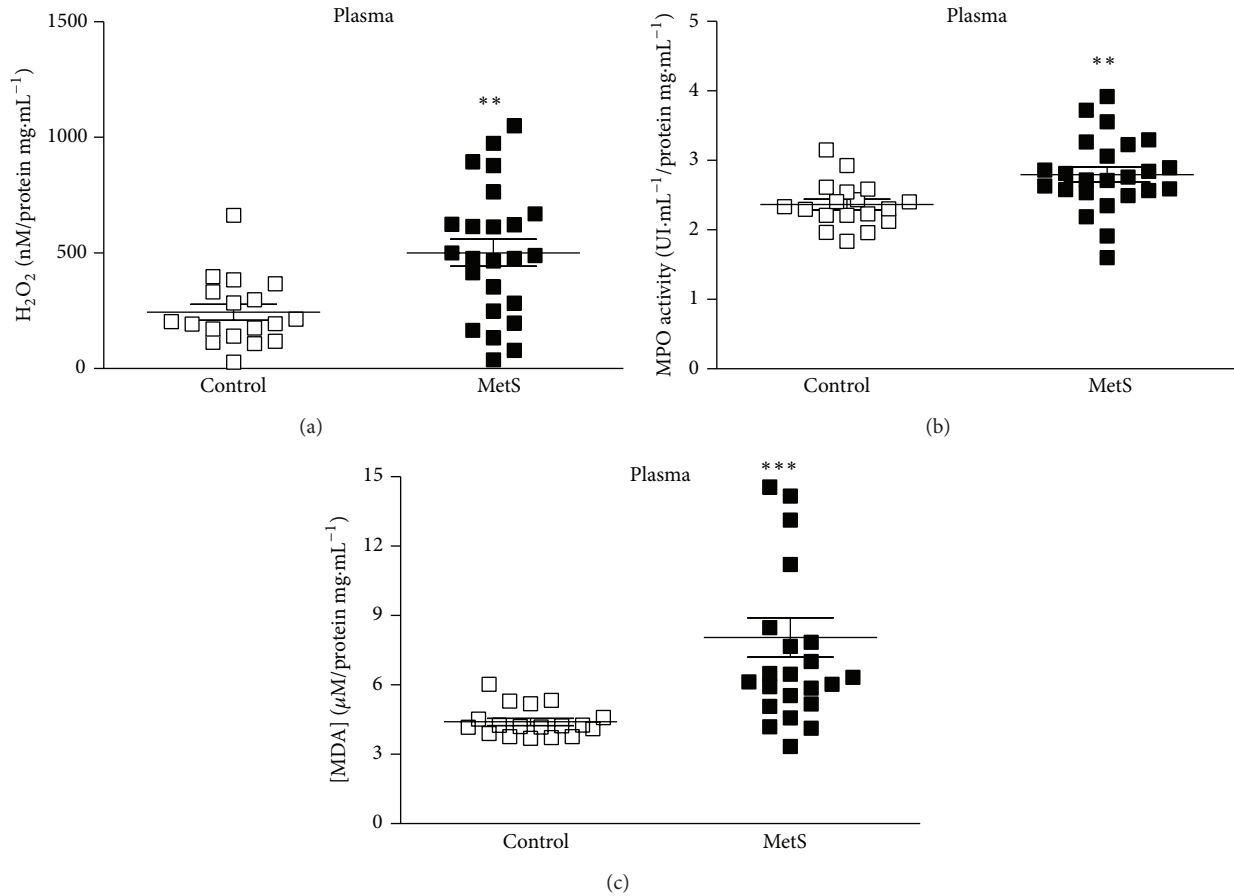 Plasma
H₂O₂ (nM/protein mg·mL⁻¹)
1500
1000
500
0
**
Control
MetS
(a)
Plasma
MPO activity (UI·mL⁻¹/protein mg·mL⁻¹)
5
4
3
2
1
0
**
Control
MetS
(b)
Plasma
[MDA] (µM/protein mg·mL⁻¹)
15
12
9
6
3
0
***
Control
MetS
(c)